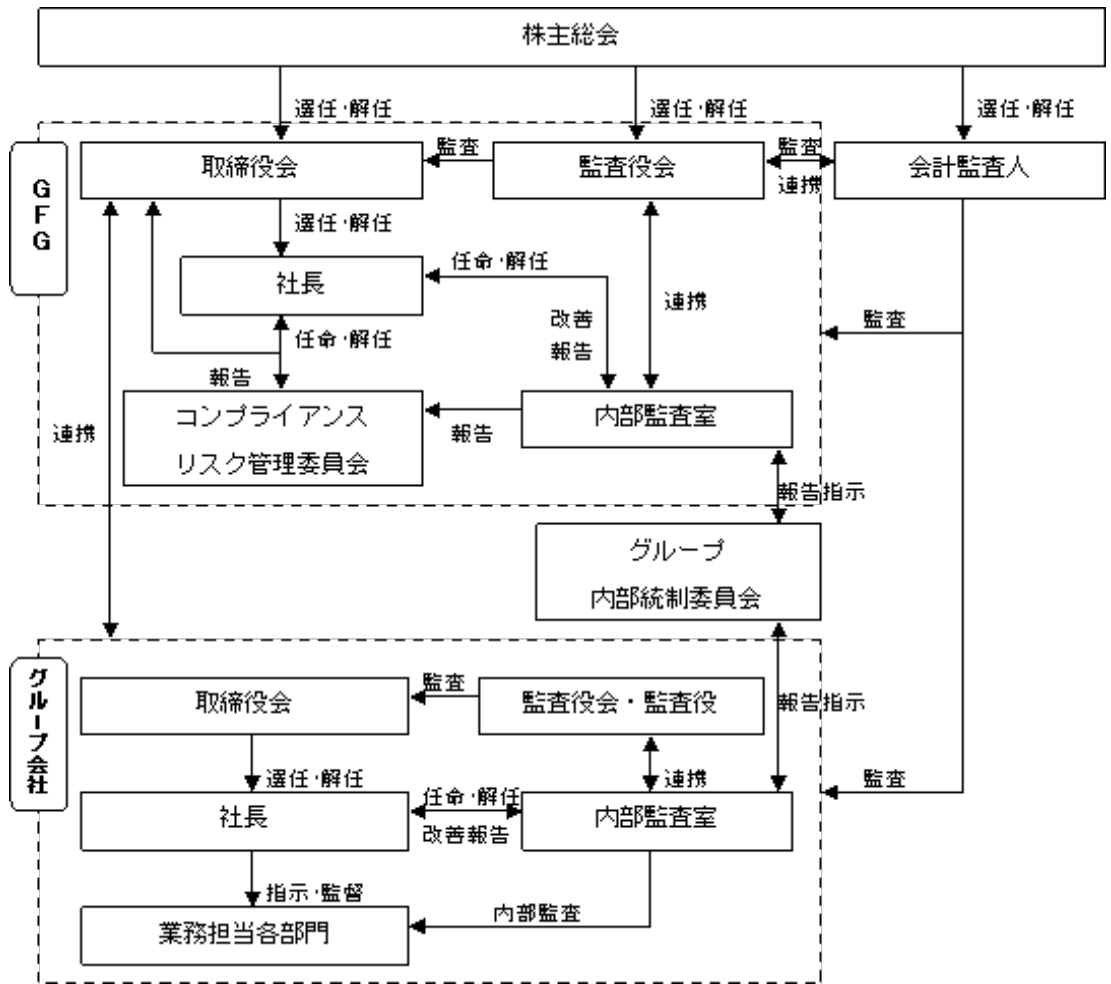 株主総会
選任・解任
選任・解任
選任・解任
GFG
取締役会
監査
監査役会
監査
連携
会計監査人
選任・解任
社長
任命・解任
連携
改善
報告
監査
任命・解任
報告
コンプライアンス
リスク管理委員会
報告
内部監査室
連携
報告指示
グループ
内部統制委員会
グループ会社
取締役会
監査
監査役会・監査役
報告指示
選任・解任
連携
監査
社長
任命・解任
改善報告
内部監査室
指示・監督
業務担当各部門
内部監査